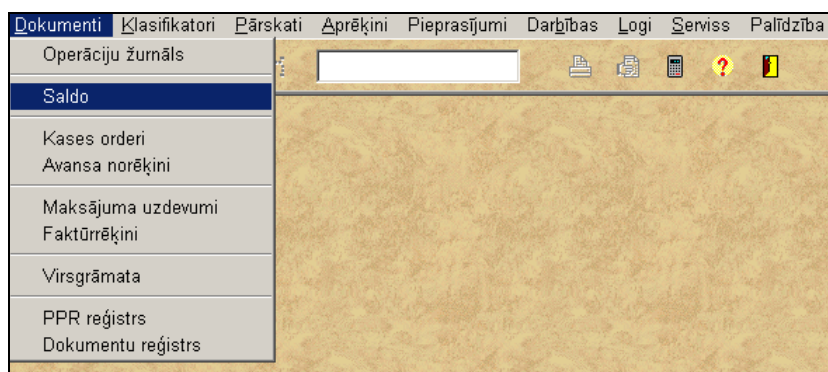 Dokumenti Klasifikatori Pārskati Aprēķini Pieprasījumi Darbības Logi Serviss Palīdzība
Operāciju žurnāls
Saldo
Kases orderi
Avansa norēķini
Maksājuma uzdevumi
Faktūrrēķini
Virsgrāmata
PPR reģistrs
Dokumentu reģistrs